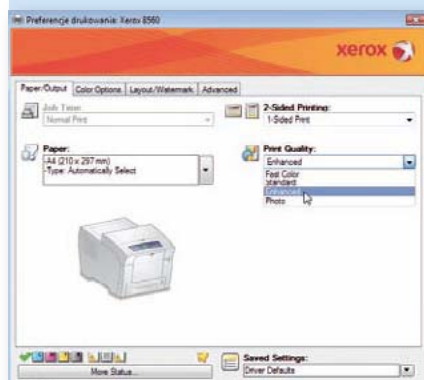 Preferencje drukowania: Xerox 8560
xerox
Paper/Output Color Options Layout/Watermark Advanced
Job Type:
Normal Print
2-Sided Printing:
1-Sided Print
Paper:
-A4 (210 x 297 mm)
-Type: Automatically Select
Print Quality:
Enhanced
Fast Color
Standard
Enhanced
Photo
More Status...
Saved Settings:
Driver Defaults